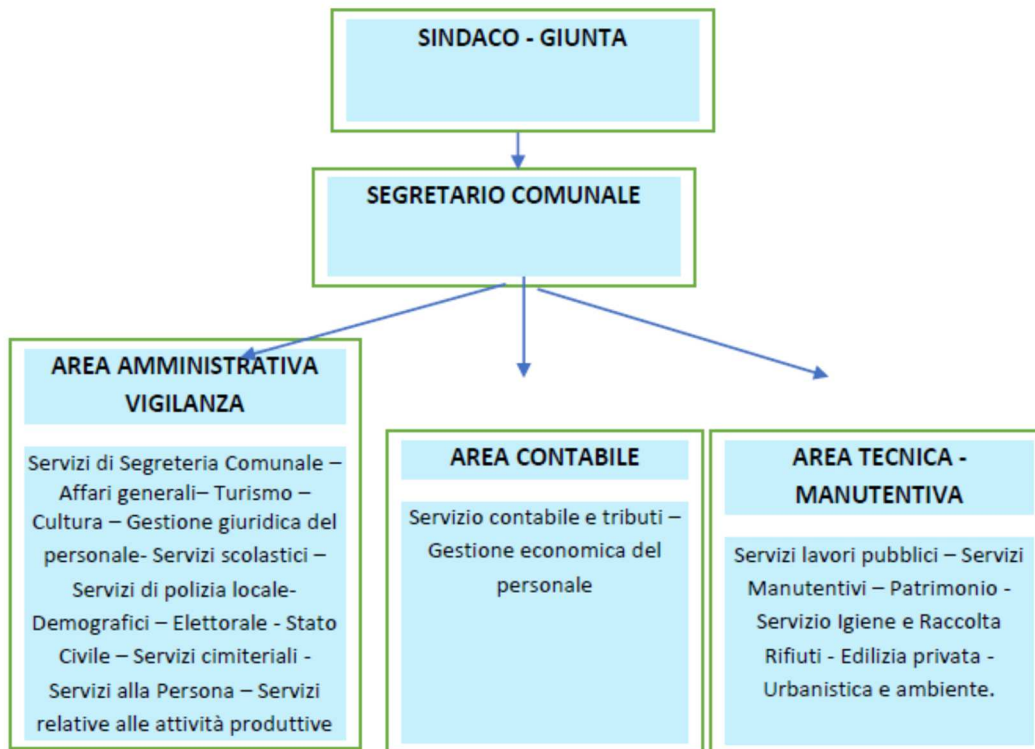 SINDACO - GIUNTA
SEGRETARIO COMUNALE
AREA AMMINISTRATIVA
VIGILANZA
Servizi di Segreteria Comunale –
Affari generali– Turismo –
Cultura – Gestione giuridica del
personale- Servizi scolastici –
Servizi di polizia locale-
Demografici – Elettorale - Stato
Civile – Servizi cimiteriali -
Servizi alla Persona – Servizi
relative alle attività produttive
AREA CONTABILE
Servizio contabile e tributi –
Gestione economica del
personale
AREA TECNICA -
MANUTENTIVA
Servizi lavori pubblici – Servizi
Manutentivi – Patrimonio -
Servizio Igiene e Raccolta
Rifiuti - Edilizia privata -
Urbanistica e ambiente.